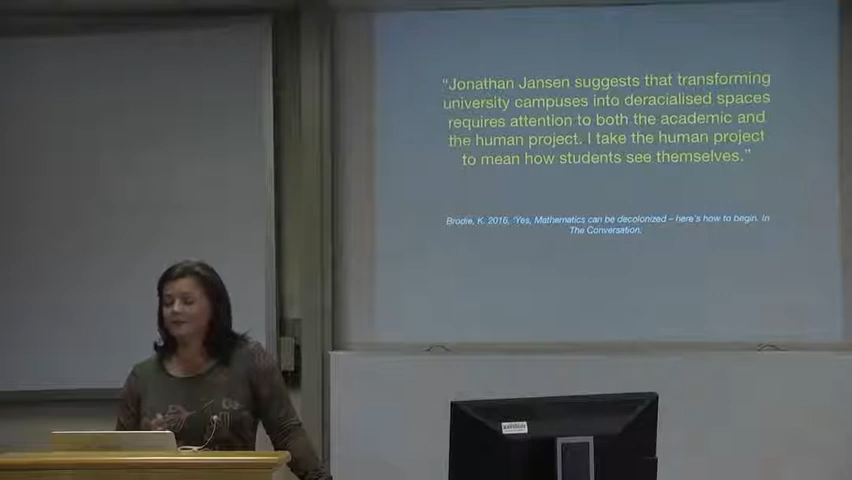 “Jonathan Jansen suggests that transforming
university campuses into deracialised spaces
requires attention to both the academic and
the human project. I take the human project
to mean how students see themselves.”
Brodie, K. 2016, ‘Yes, Mathematics can be decolonized – here’s how to begin. In
The Conversation.